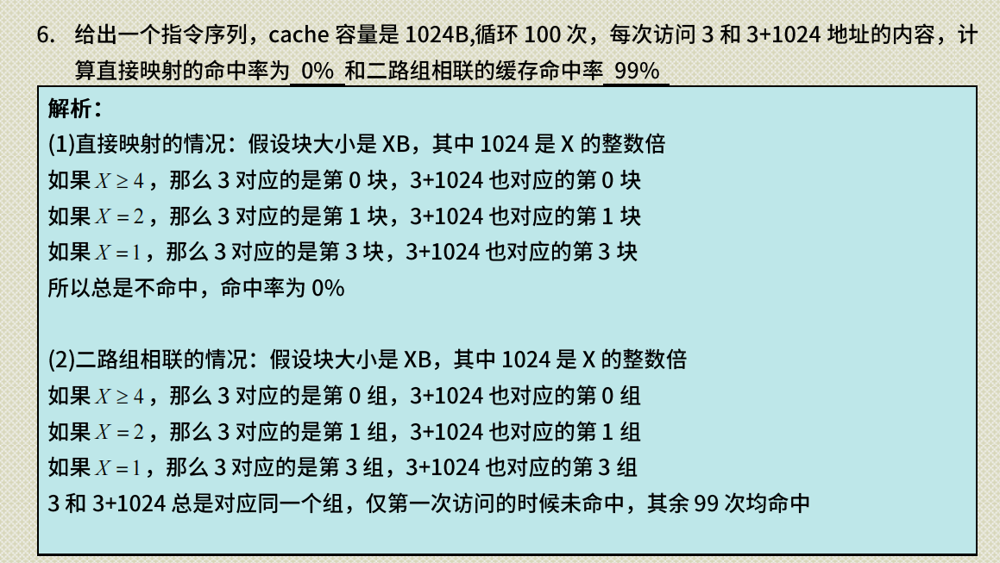 6. 给出一个指令序列，cache 容量是 1024B,循环 100 次，每次访问 3 和 3+1024 地址的内容，计
算直接映射的命中率为 0% 和二路组相联的缓存命中率 99%
解析：
(1)直接映射的情况：假设块大小是 XB，其中 1024 是 X 的整数倍
如果 X ≥ 4，那么 3 对应的是第 0 块，3+1024 也对应的第 0 块
如果 X = 2，那么 3 对应的是第 1 块，3+1024 也对应的第 1 块
如果 X = 1，那么 3 对应的是第 3 块，3+1024 也对应的第 3 块
所以总是不命中，命中率为 0%
(2)二路组相联的情况：假设块大小是 XB，其中 1024 是 X 的整数倍
如果 X ≥ 4，那么 3 对应的是第 0 组，3+1024 也对应的第 0 组
如果 X = 2，那么 3 对应的是第 1 组，3+1024 也对应的第 1 组
如果 X = 1，那么 3 对应的是第 3 组，3+1024 也对应的第 3 组
3 和 3+1024 总是对应同一个组，仅第一次访问的时候未命中，其余 99 次均命中